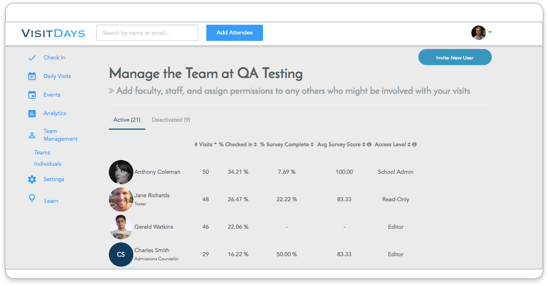 VISITDAYS
Search by name or email...
Add Attendee
Invite New User
Check In
Daily Visits
Events
Analytics
Team
Management
Teams
Individuals
Settings
Learn
Manage the Team at QA Testing
» Add faculty, staff, and assign permissions to any others who might be involved with your visits
Active (21) Deactivated (9)
# Visits % Checked In % Survey Complete Avg Survey Score Access Level
Anthony Coleman 50 34.21 % 7.69 % 100.00 School Admin
Jane Richards 48 26.47 % 22.22 % 83.33 Read-Only
Tester
Gerald Watkins 46 22.06 % - - Editor
CS Charles Smith 29 16.22 % 50.00 % 83.33 Editor
Admissions Counselor